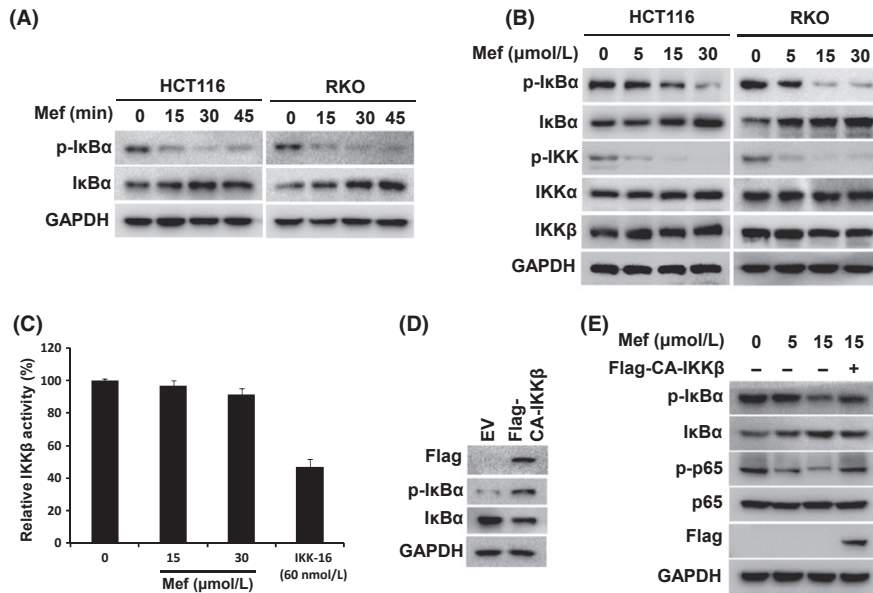 (A)
HCT116 RKO
Mef (min) 0 15 30 45 0 15 30 45
p-IκBα
IκBα
GAPDH
(B)
HCT116 RKO
Mef (µmol/L) 0 5 15 30 0 5 15 30
p-IκBα
IκBα
p-IKK
IKKα
IKKβ
GAPDH
(C)
Relative IKKβ activity (%)
120
100
80
60
40
20
0
0 15 30 IKK-16
Mef (µmol/L) (60 nmol/L)
(D)
EV Flag-
CA-IKKβ
Flag
p-IκBα
IκBα
GAPDH
(E)
Mef (µmol/L) 0 5 15 15
Flag-CA-IKKβ – – – +
p-IκBα
IκBα
p-p65
p65
Flag
GAPDH